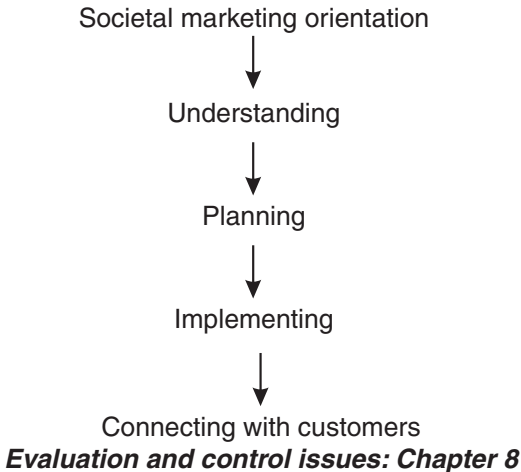 Societal marketing orientation
Understanding
Planning
Implementing
Connecting with customers
Evaluation and control issues: Chapter 8